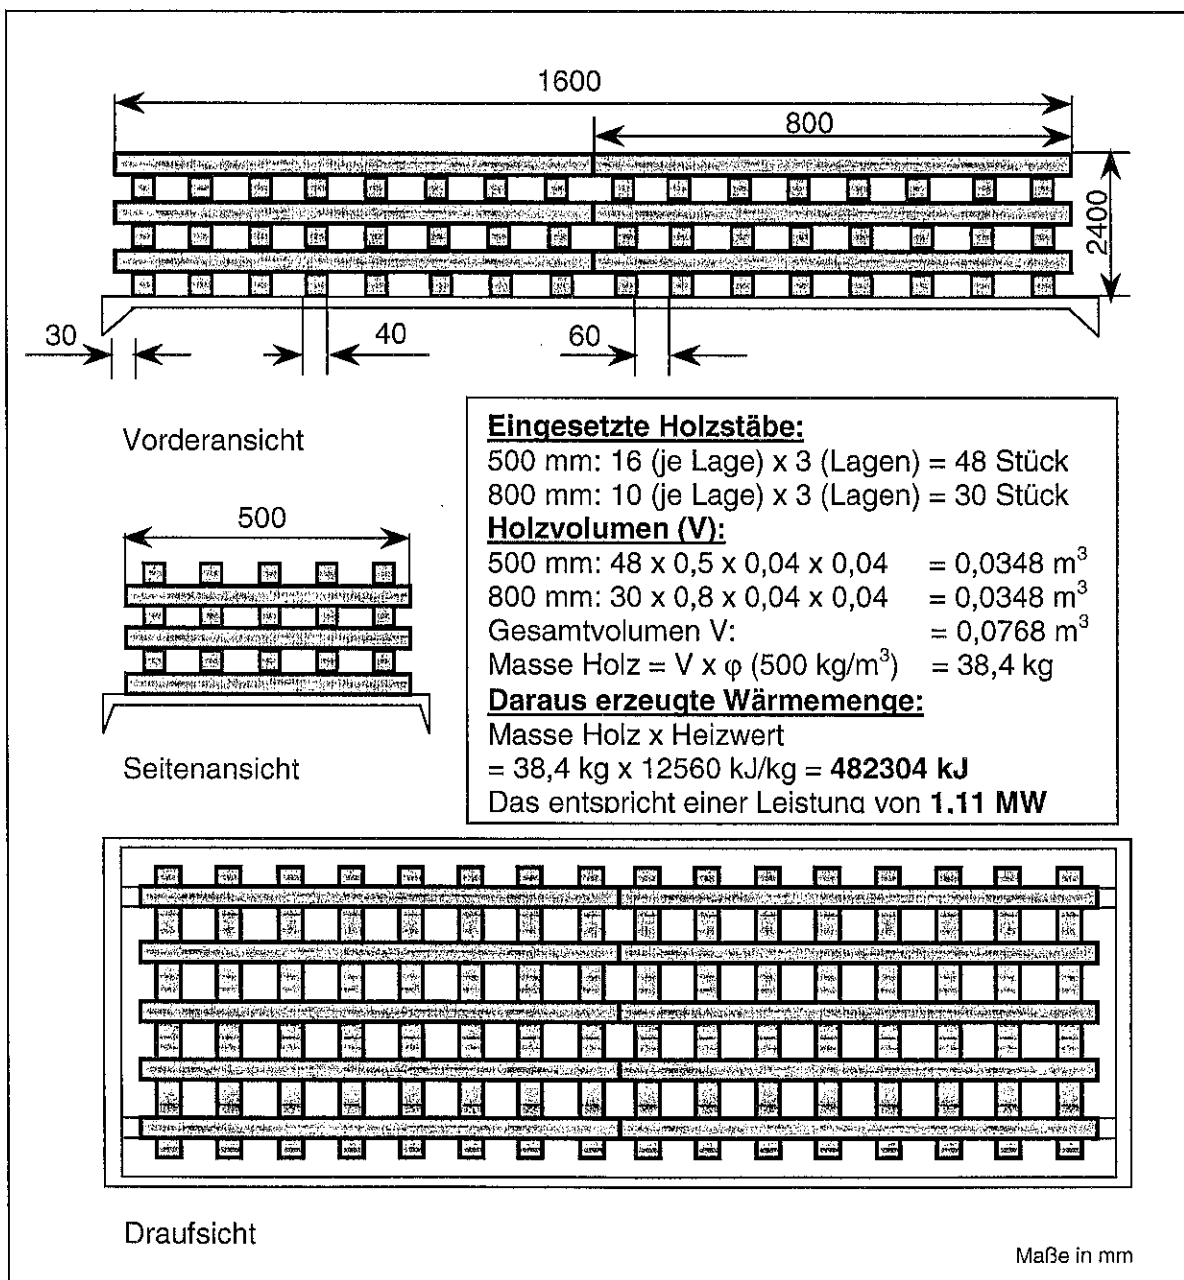 1600
800
2400
30
40
60
Vorderansicht
Eingesetzte Holzstäbe:
500 mm: 16 (je Lage) x 3 (Lagen) = 48 Stück
800 mm: 10 (je Lage) x 3 (Lagen) = 30 Stück
Holzvolumen (V):
500 mm: 48 x 0,5 x 0,04 x 0,04 = 0,0348 m³
800 mm: 30 x 0,8 x 0,04 x 0,04 = 0,0348 m³
Gesamtvolumen V: = 0,0768 m³
Masse Holz = V x φ (500 kg/m³) = 38,4 kg
Daraus erzeugte Wärmemenge:
Masse Holz x Heizwert
= 38,4 kg x 12560 kJ/kg = 482304 kJ
Das entspricht einer Leistung von 1,11 MW
500
Seitenansicht
Draufsicht
Maße in mm